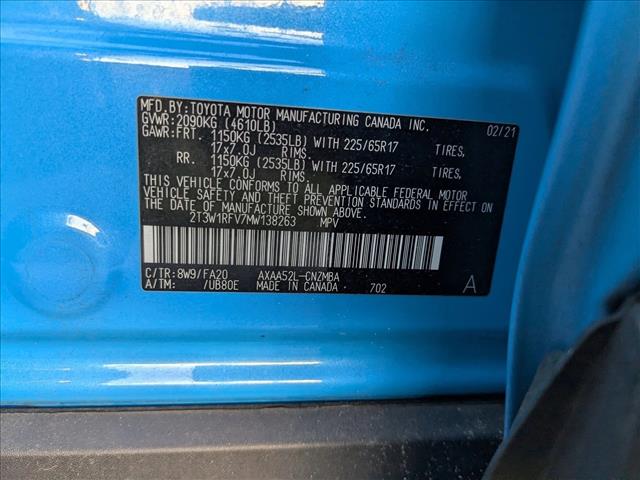 MFD.BY:TOYOTA MOTOR MANUFACTURING CANADA INC. 02/21
GVWR:2090KG (4610LB)
GAWR:FRT. 1150KG (2535LB) WITH 225/65R17 TIRES,
17x7.0J RIMS.
RR. 1150KG (2535LB) WITH 225/65R17 TIRES,
17x7.0J RIMS.
THIS VEHICLE CONFORMS TO ALL APPLICABLE FEDERAL MOTOR
VEHICLE SAFETY AND THEFT PREVENTION STANDARDS IN EFFECT ON
THE DATE OF MANUFACTURE SHOWN ABOVE.
2T3W1RFV7MW138263 MPV
C/TR:8W9/FA20 AXAA52L-CNZMBA
A/TM: /UB80E MADE IN CANADA 702 A